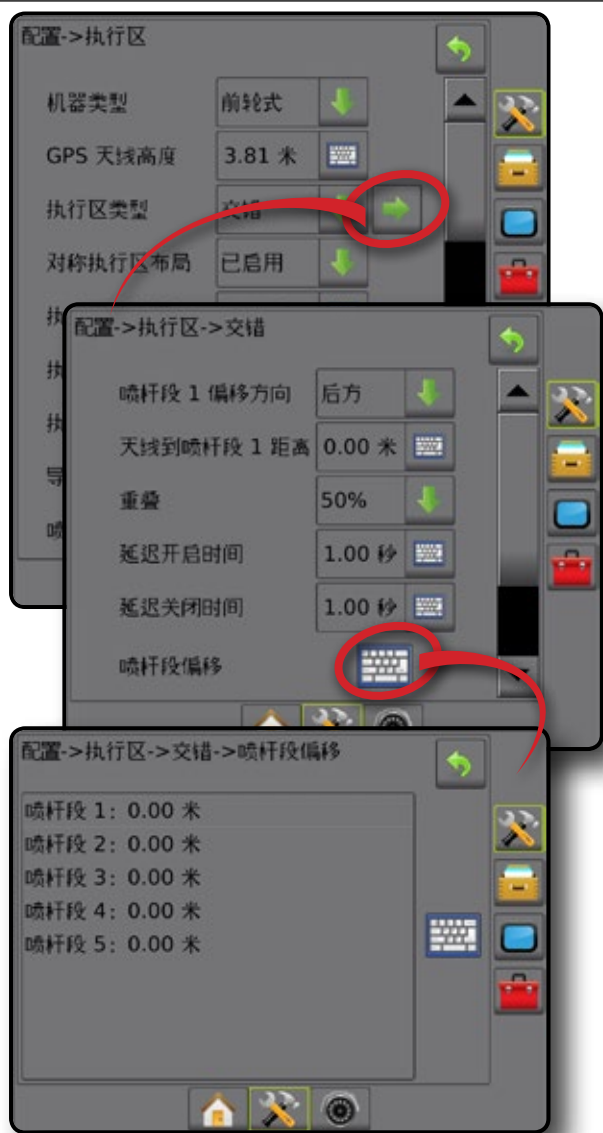 配置->执行区
机器类型 前轮式
GPS 天线高度 3.81 米
执行区类型 交错
对称执行区布局 已启用
执
执
执
导
喷
配置->执行区->交错
喷杆段 1 偏移方向 后方
天线到喷杆段 1 距离 0.00 米
重叠 50%
延迟开启时间 1.00 秒
延迟关闭时间 1.00 秒
喷杆段偏移
配置->执行区->交错->喷杆段偏移
喷杆段 1: 0.00 米
喷杆段 2: 0.00 米
喷杆段 3: 0.00 米
喷杆段 4: 0.00 米
喷杆段 5: 0.00 米